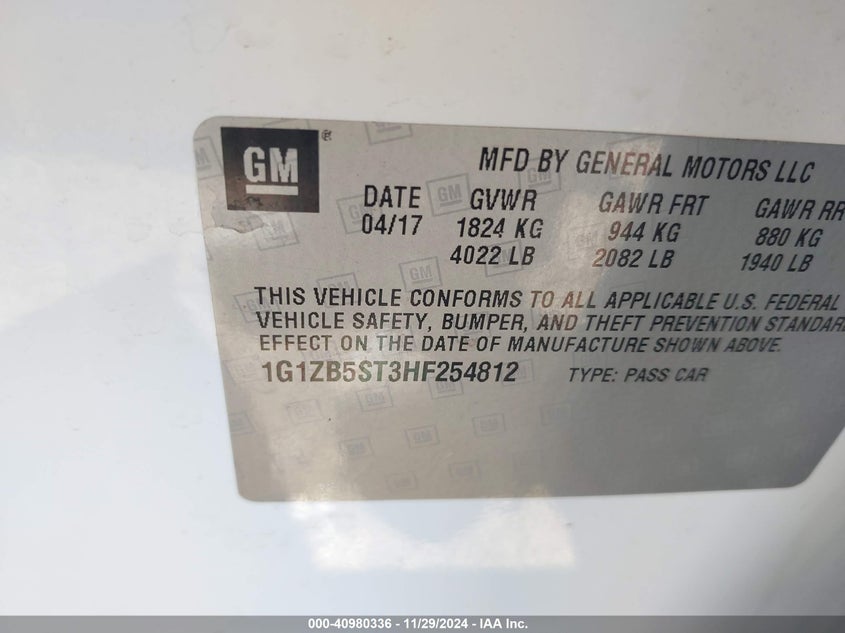 GM ®
MFD BY GENERAL MOTORS LLC
DATE GVWR GAWR FRT GAWR RR
04/17 1824 KG 944 KG 880 KG
4022 LB 2082 LB 1940 LB
THIS VEHICLE CONFORMS TO ALL APPLICABLE U.S. FEDERAL
VEHICLE SAFETY, BUMPER, AND THEFT PREVENTION STANDAR
EFFECT ON THE DATE OF MANUFACTURE SHOWN ABOVE.
1G1ZB5ST3HF254812 TYPE: PASS CAR
000-40980336 - 11/29/2024 - IAA Inc.